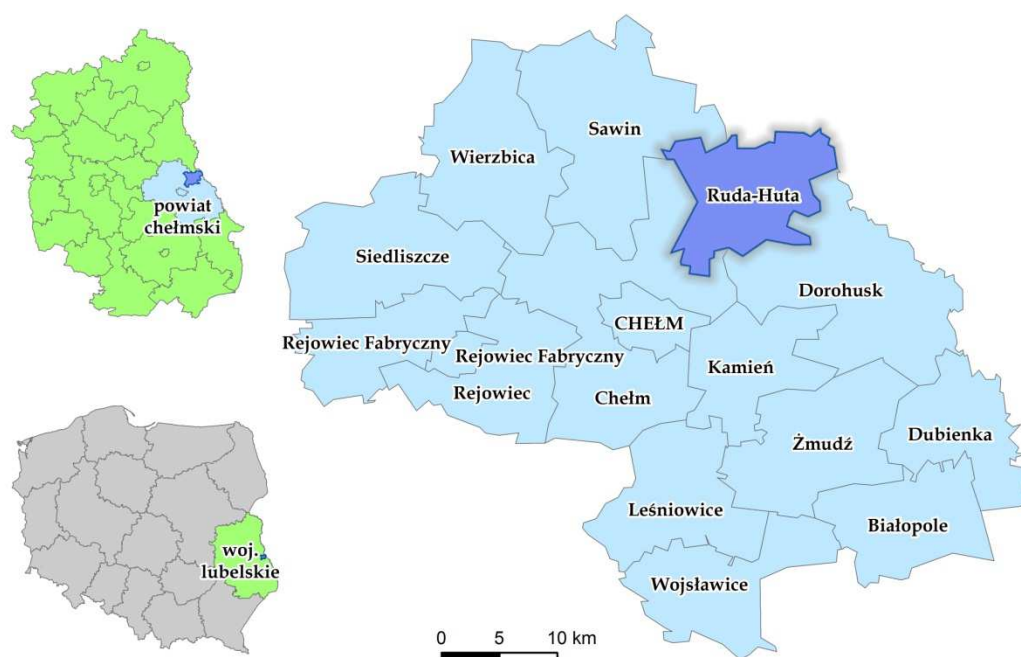 powiat
chełmski
woj.
lubelskie
Sawin
Wierzbica
Ruda-Huta
Siedliszcze
Dorohusk
CHEŁM
Rejowiec Fabryczny
Rejowiec Fabryczny
Kamień
Rejowiec
Chełm
Żmudź
Dubienka
Leśniowice
Białopole
Wojsławice
0 5 10 km